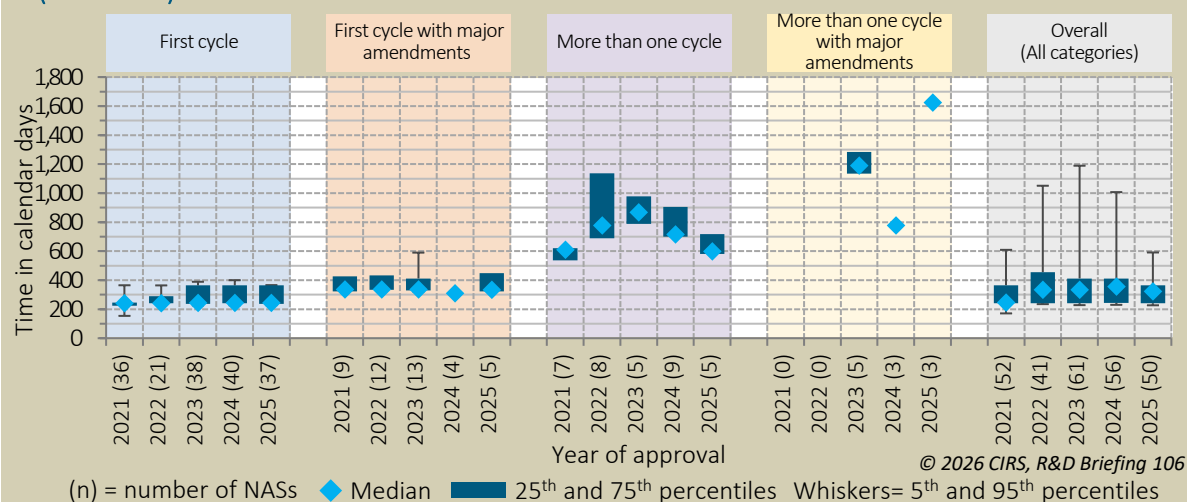 First cycle
First cycle with major
amendments
More than one cycle
More than one cycle
with major
amendments
Overall
(All categories)
Time in calendar days
1,800
1,600
1,400
1,200
1,000
800
600
400
200
0
2021 (36)
2022 (21)
2023 (38)
2024 (40)
2025 (37)
2021 (9)
2022 (12)
2023 (13)
2024 (4)
2025 (5)
2021 (7)
2022 (8)
2023 (5)
2024 (9)
2025 (5)
2021 (0)
2022 (0)
2023 (5)
2024 (3)
2025 (3)
2021 (52)
2022 (41)
2023 (61)
2024 (56)
2025 (50)
Year of approval
© 2026 CIRS, R&D Briefing 106
(n) = number of NASs Median 25th and 75th percentiles Whiskers= 5th and 95th percentiles